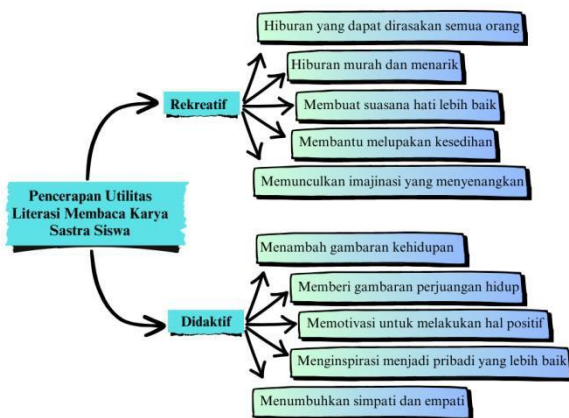 Pencerapan Utilitas
Literasi Membaca Karya
Sastra Siswa
Rekreatif
Hiburan yang dapat dirasakan semua orang
Hiburan murah dan menarik
Membuat suasana hati lebih baik
Membantu melupakan kesedihan
Memunculkan imajinasi yang menyenangkan
Didaktif
Menambah gambaran kehidupan
Memberi gambaran perjuangan hidup
Memotivasi untuk melakukan hal positif
Menginspirasi menjadi pribadi yang lebih baik
Menumbuhkan simpati dan empati